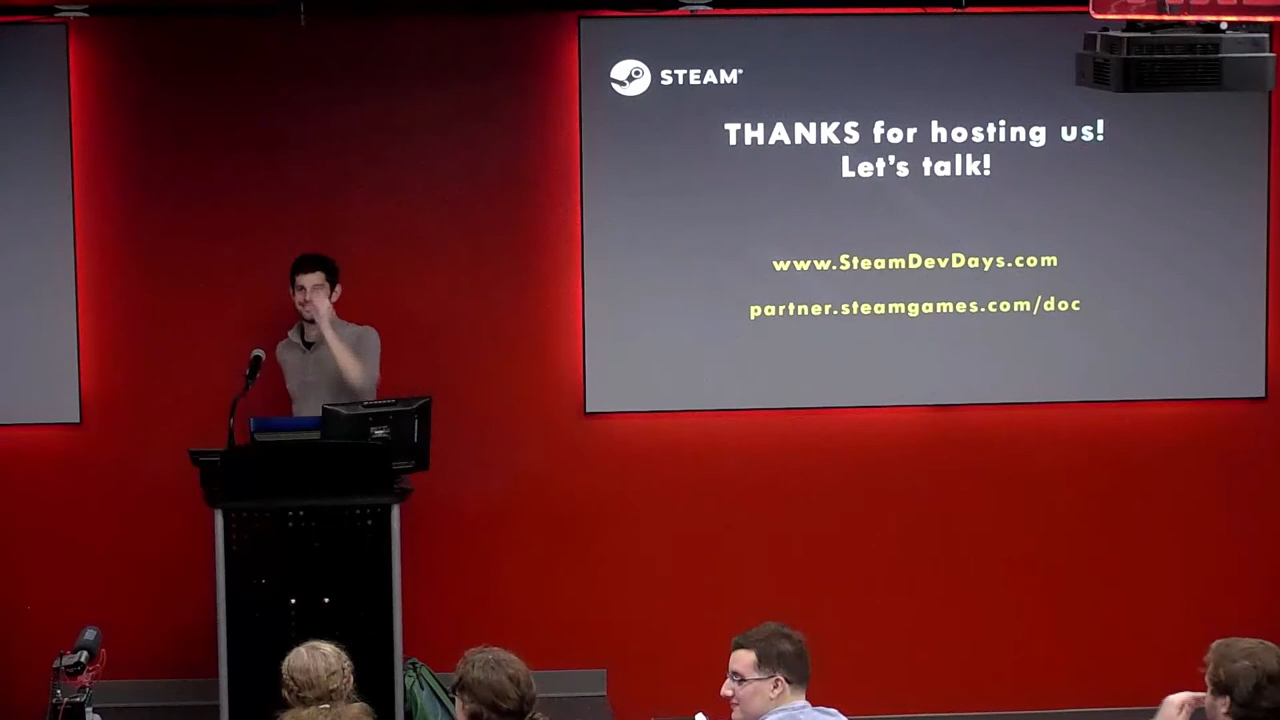 STEAM®
THANKS for hosting us!
Let's talk!
www.SteamDevDays.com
partner.steamgames.com/doc